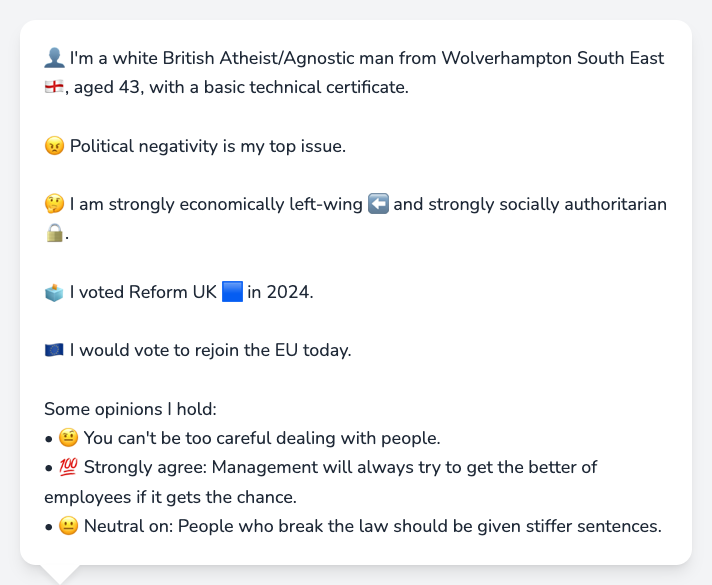 👤 I'm a white British Atheist/Agnostic man from Wolverhampton South East
🏴󠁧󠁢󠁥󠁮󠁧󠁿, aged 43, with a basic technical certificate.
😠 Political negativity is my top issue.
🤔 I am strongly economically left-wing ⬅️ and strongly socially authoritarian
🔒.
🗳️ I voted Reform UK 🟦 in 2024.
🇪🇺 I would vote to rejoin the EU today.
Some opinions I hold:
• 🤨 You can't be too careful dealing with people.
• 💯 Strongly agree: Management will always try to get the better of
employees if it gets the chance.
• 😐 Neutral on: People who break the law should be given stiffer sentences.